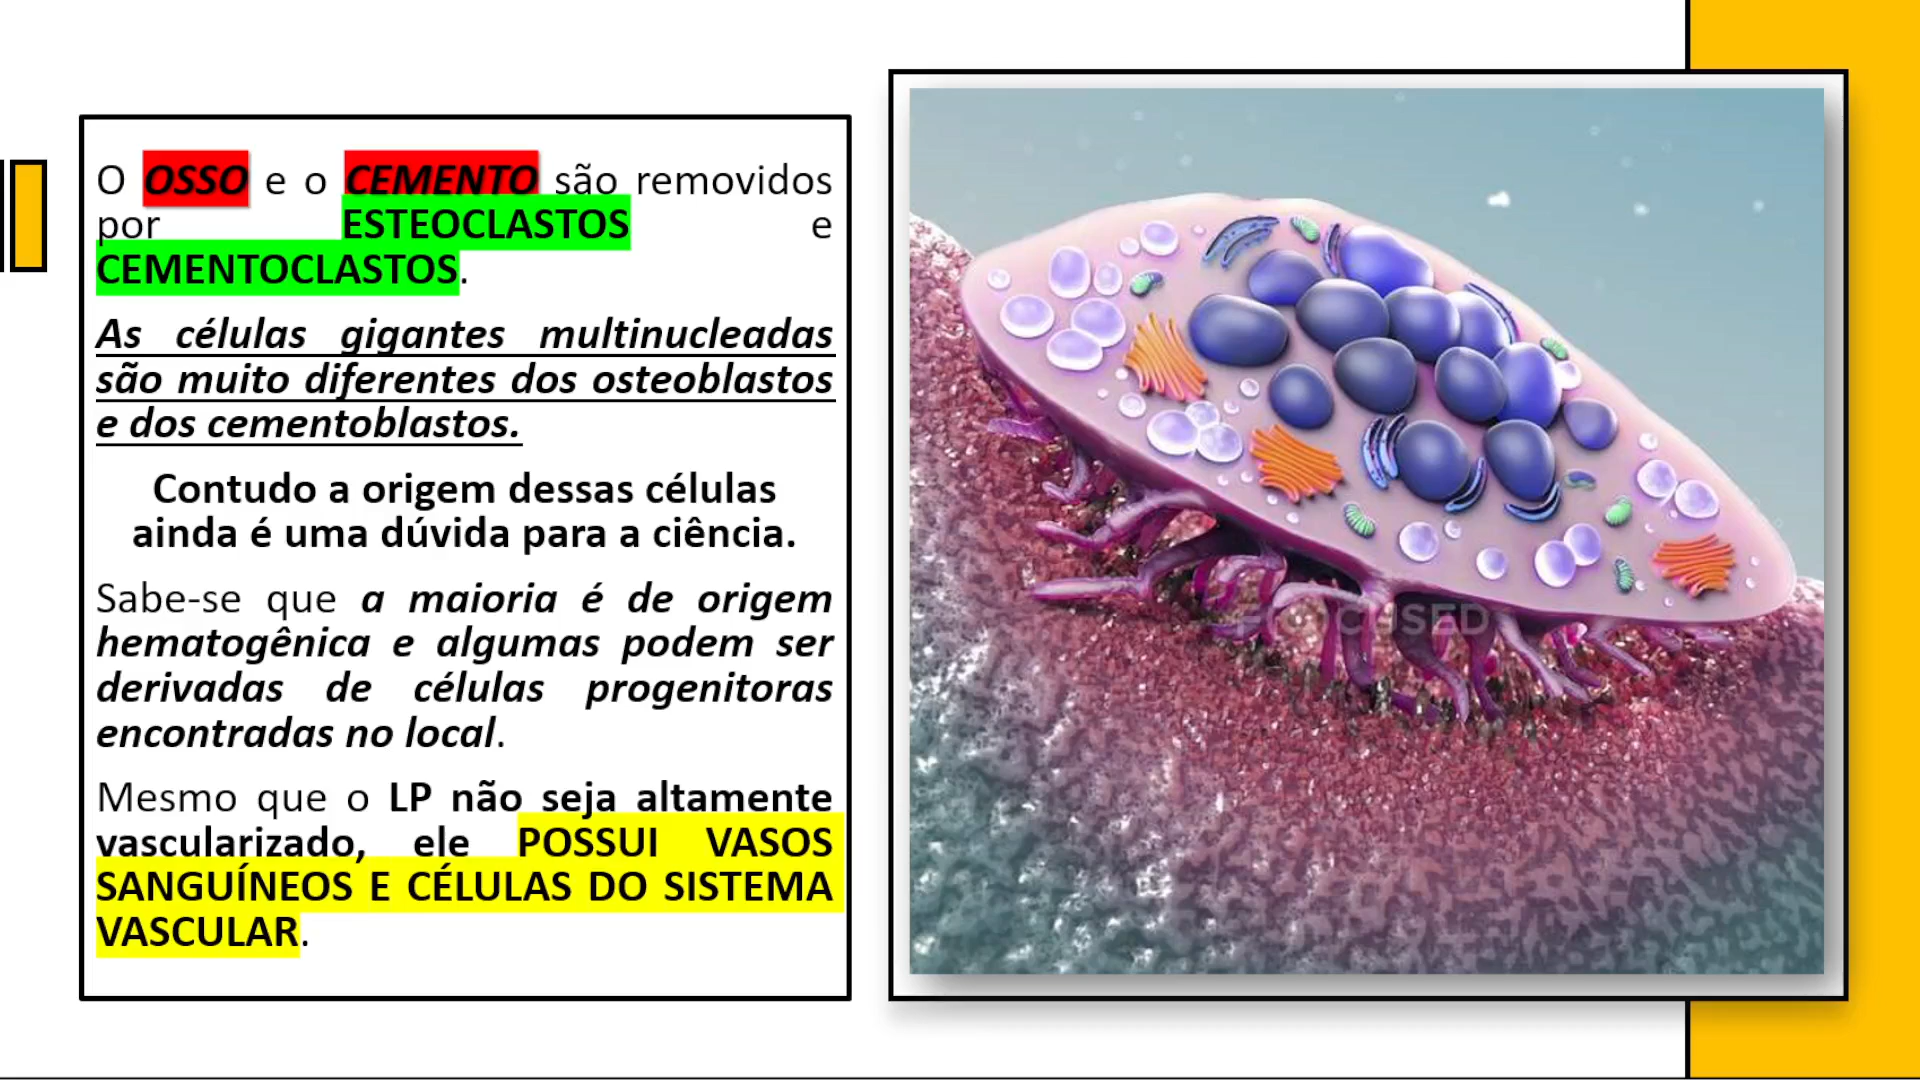 O OSSO e o CEMENTO são removidos
por ESTEOCLASTOS e
CEMENTOCLASTOS.
As células gigantes multinucleadas
são muito diferentes dos osteoblastos
e dos cementoblastos.
Contudo a origem dessas células
ainda é uma dúvida para a ciência.
Sabe-se que a maioria é de origem
hematogênica e algumas podem ser
derivadas de células progenitoras
encontradas no local.
Mesmo que o LP não seja altamente
vascularizado, ele POSSUI VASOS
SANGUÍNEOS E CÉLULAS DO SISTEMA
VASCULAR.